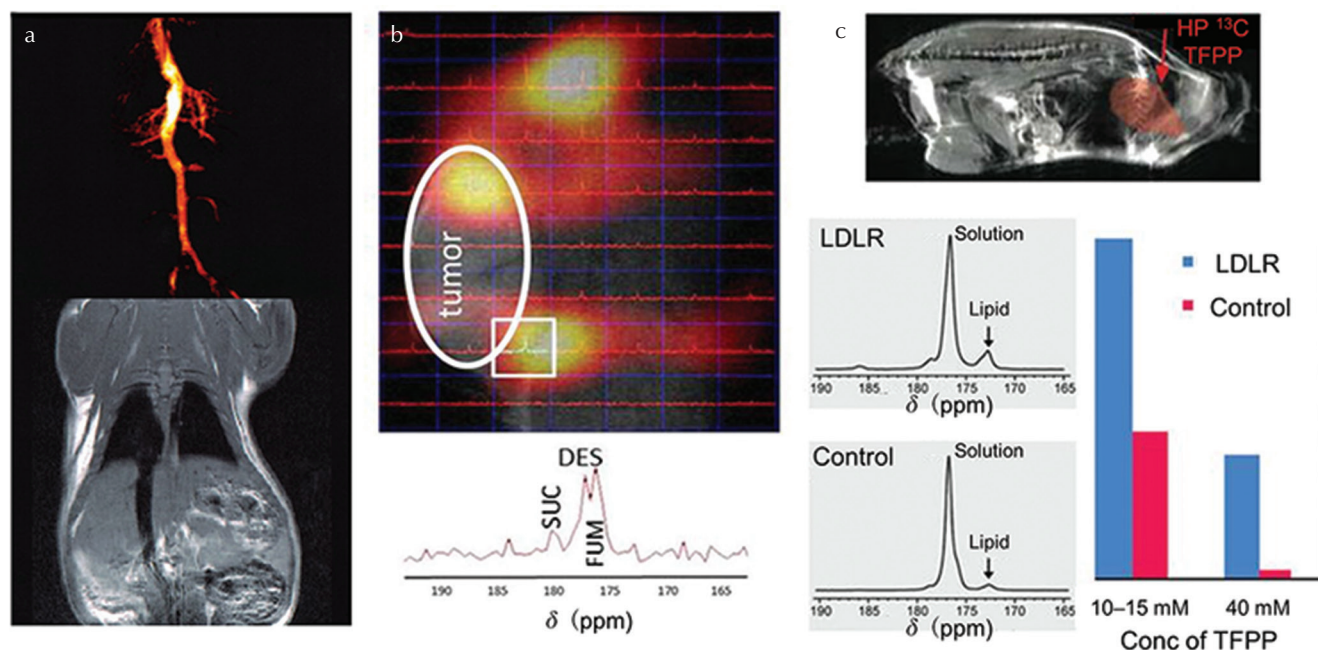 a
b
tumor
DES
SUC
FUM
190 185 180 175 170 165
δ (ppm)
c
HP ¹³C
TFPP
LDLR
Solution
Lipid
190 185 180 175 170 165
δ (ppm)
Control
Solution
Lipid
190 185 180 175 170 165
δ (ppm)
LDLR
Control
10–15 mM 40 mM
Conc of TFPP